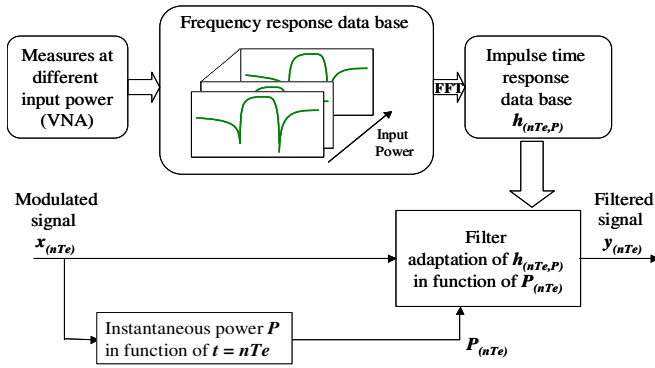 Frequency response data base
Measures at
different
input power
(VNA)
Input
Power
FFT
Impulse time
response
data base
h(nTe,P)
Modulated
signal
x(nTe)
Filter
adaptation of h(nTe,P)
in function of P(nTe)
Filtered
signal
y(nTe)
Instantaneous power P
in function of t = nTe
P(nTe)